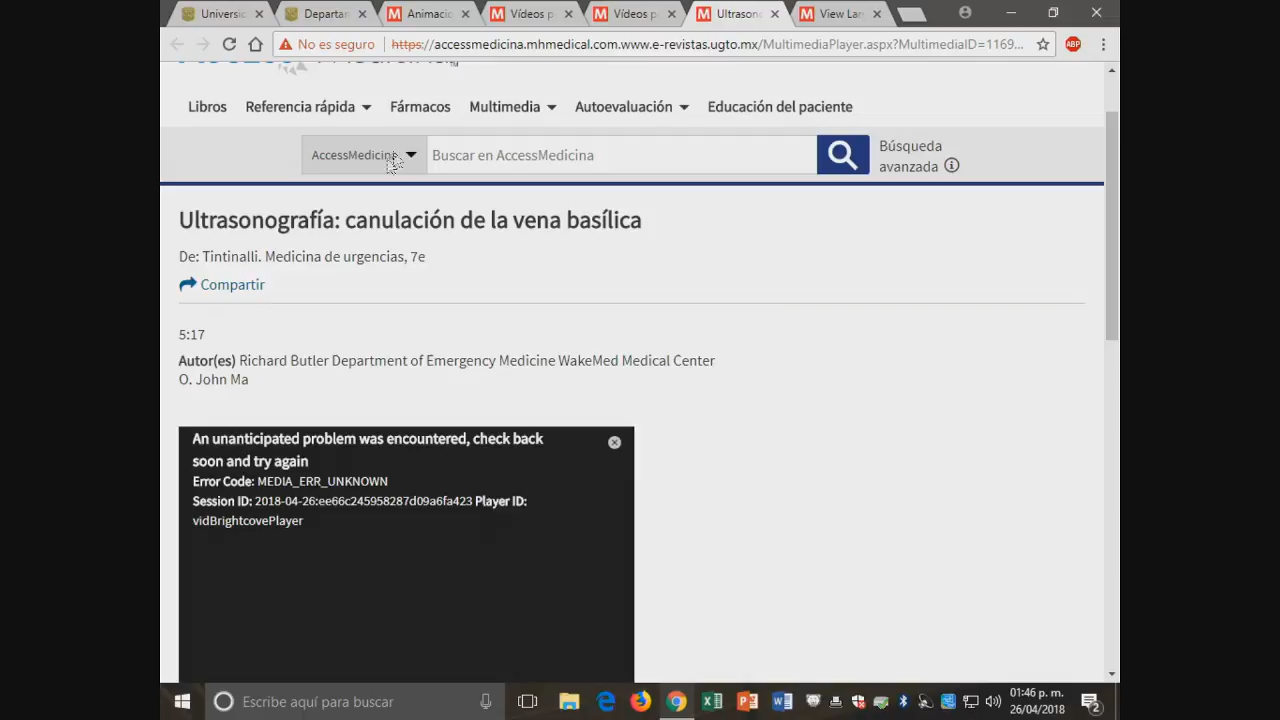 Universi
Departar
Animacio
Vídeos p
Vídeos p
Ultrason
View Lar
No es seguro
https://accessmedicina.mhmedical.com.www.e-revistas.ugto.mx/MultimediaPlayer.aspx?MultimediaID=1169...
ABP
Libros
Referencia rápida
Fármacos
Multimedia
Autoevaluación
Educación del paciente
AccessMedicina
Buscar en AccessMedicina
Búsqueda
avanzada
Ultrasonografía: canulación de la vena basílica
De: Tintinalli. Medicina de urgencias, 7e
Compartir
5:17
Autor(es) Richard Butler Department of Emergency Medicine WakeMed Medical Center
O. John Ma
An unanticipated problem was encountered, check back
soon and try again
Error Code: MEDIA_ERR_UNKNOWN
Session ID: 2018-04-26:ee66c245958287d09a6fa423 Player ID:
vidBrightcovePlayer
Escribe aquí para buscar
01:46 p. m.
26/04/2018
2